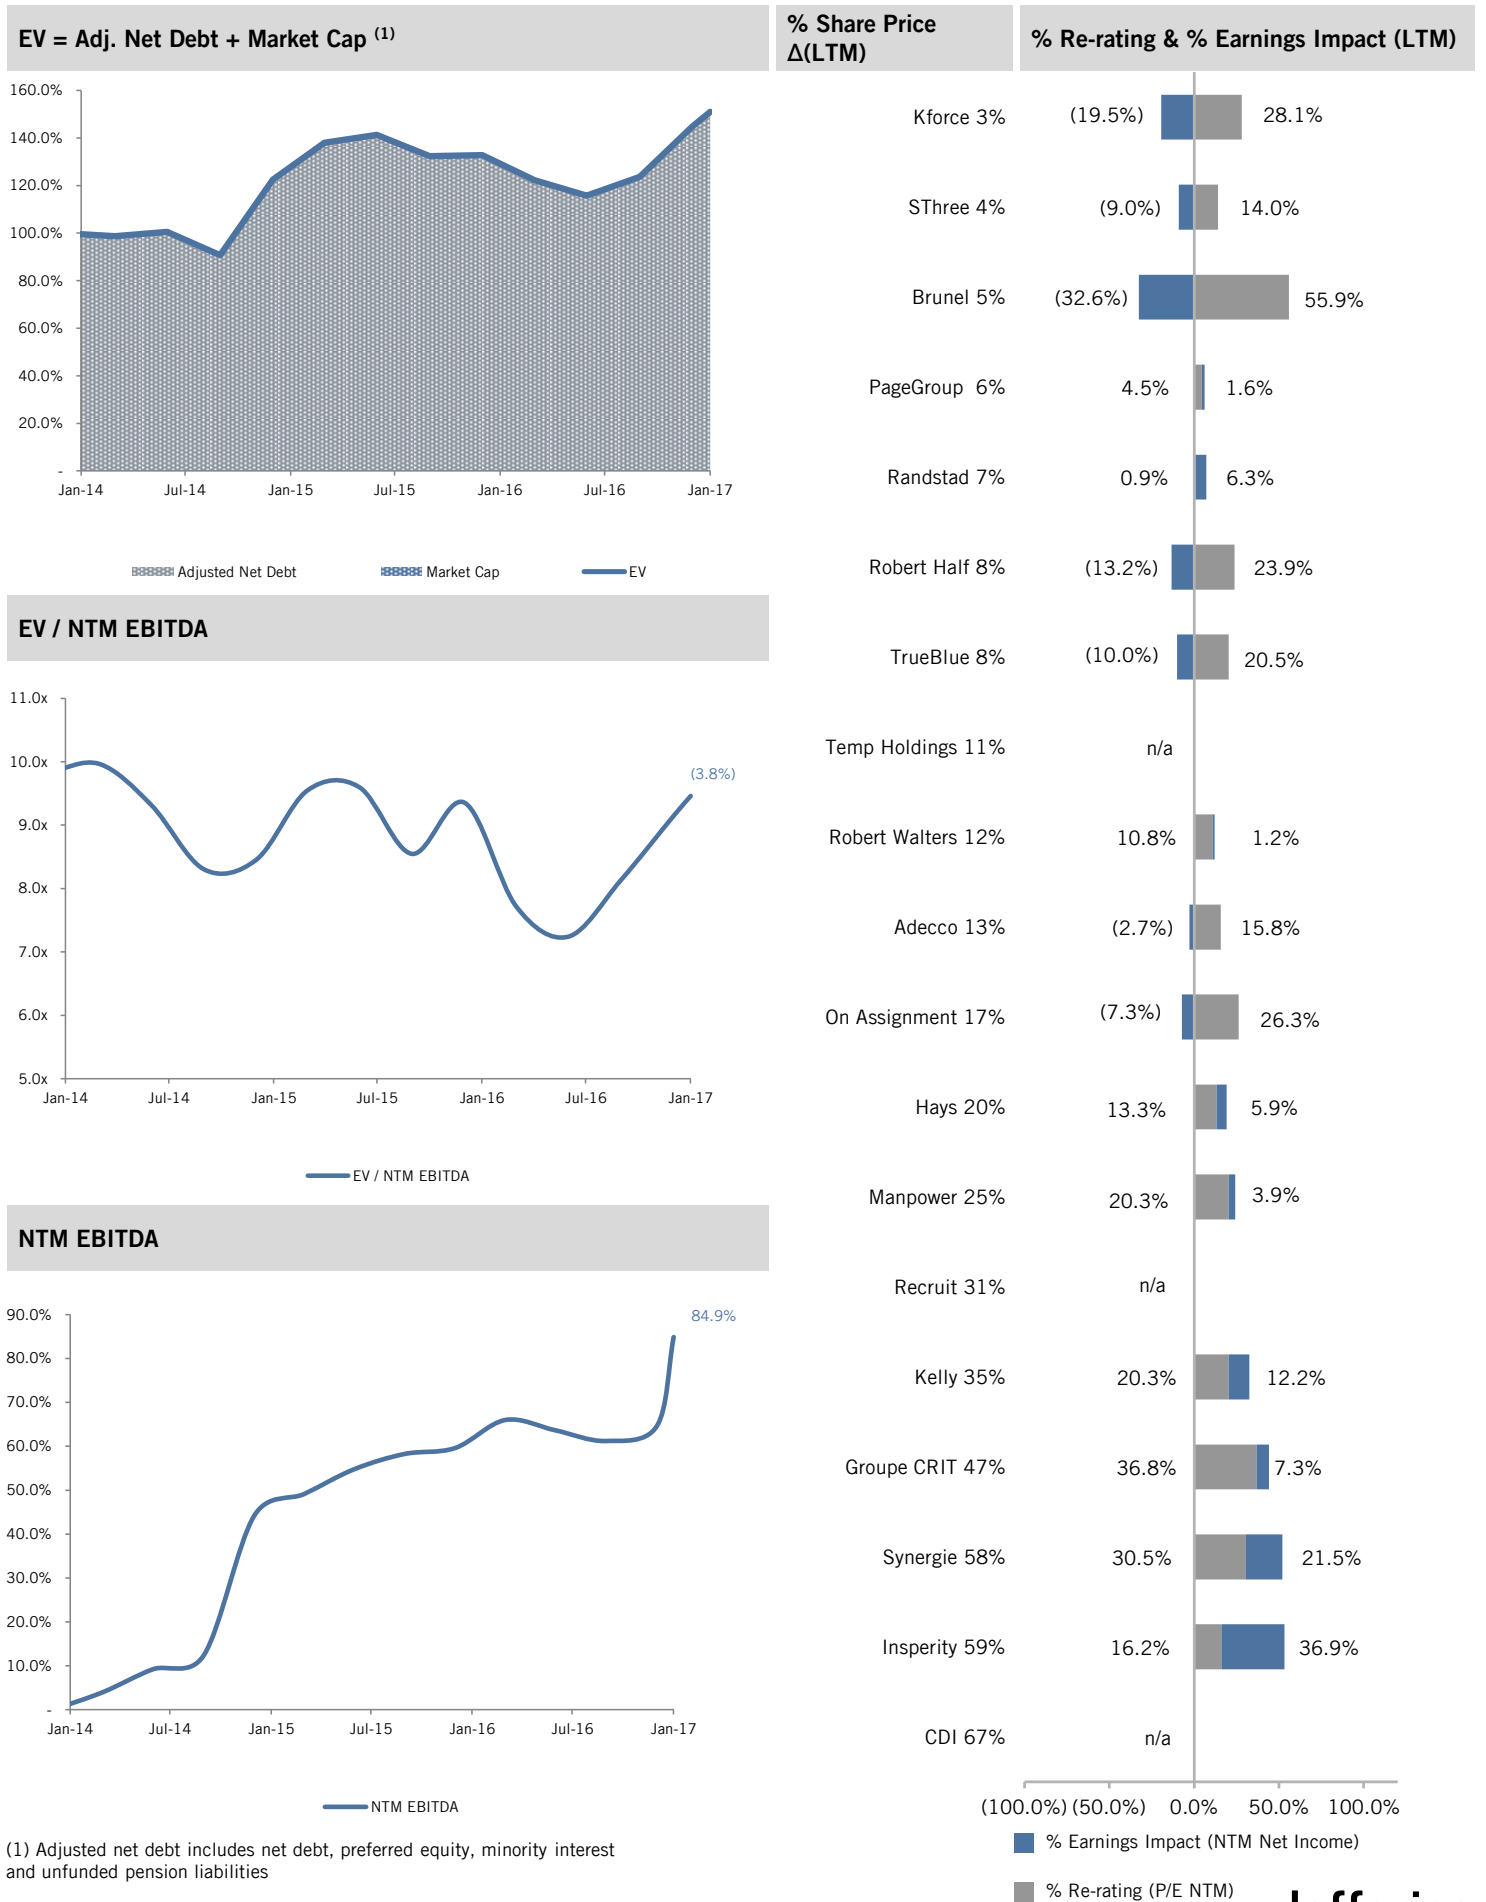 EV = Adj. Net Debt + Market Cap (1)
160.0%
140.0%
120.0%
100.0%
80.0%
60.0%
40.0%
20.0%
-
Jan-14 Jul-14 Jan-15 Jul-15 Jan-16 Jul-16 Jan-17
Adjusted Net Debt Market Cap EV
EV / NTM EBITDA
11.0x
(3.8%)
10.0x
9.0x
8.0x
7.0x
6.0x
5.0x
Jan-14 Jul-14 Jan-15 Jul-15 Jan-16 Jul-16 Jan-17
EV / NTM EBITDA
NTM EBITDA
90.0%
84.9%
80.0%
70.0%
60.0%
50.0%
40.0%
30.0%
20.0%
10.0%
-
Jan-14 Jul-14 Jan-15 Jul-15 Jan-16 Jul-16 Jan-17
NTM EBITDA
(1) Adjusted net debt includes net debt, preferred equity, minority interest
and unfunded pension liabilities
% Share Price
Δ(LTM)
% Re-rating & % Earnings Impact (LTM)
Kforce 3% (19.5%) 28.1%
SThree 4% (9.0%) 14.0%
Brunel 5% (32.6%) 55.9%
PageGroup 6% 4.5% 1.6%
Randstad 7% 0.9% 6.3%
Robert Half 8% (13.2%) 23.9%
TrueBlue 8% (10.0%) 20.5%
Temp Holdings 11% n/a
Robert Walters 12% 10.8% 1.2%
Adecco 13% (2.7%) 15.8%
On Assignment 17% (7.3%) 26.3%
Hays 20% 13.3% 5.9%
Manpower 25% 20.3% 3.9%
Recruit 31% n/a
Kelly 35% 20.3% 12.2%
Groupe CRIT 47% 36.8% 7.3%
Synergie 58% 30.5% 21.5%
Insperity 59% 16.2% 36.9%
CDI 67% n/a
(100.0%) (50.0%) 0.0% 50.0% 100.0%
% Earnings Impact (NTM Net Income)
% Re-rating (P/E NTM)